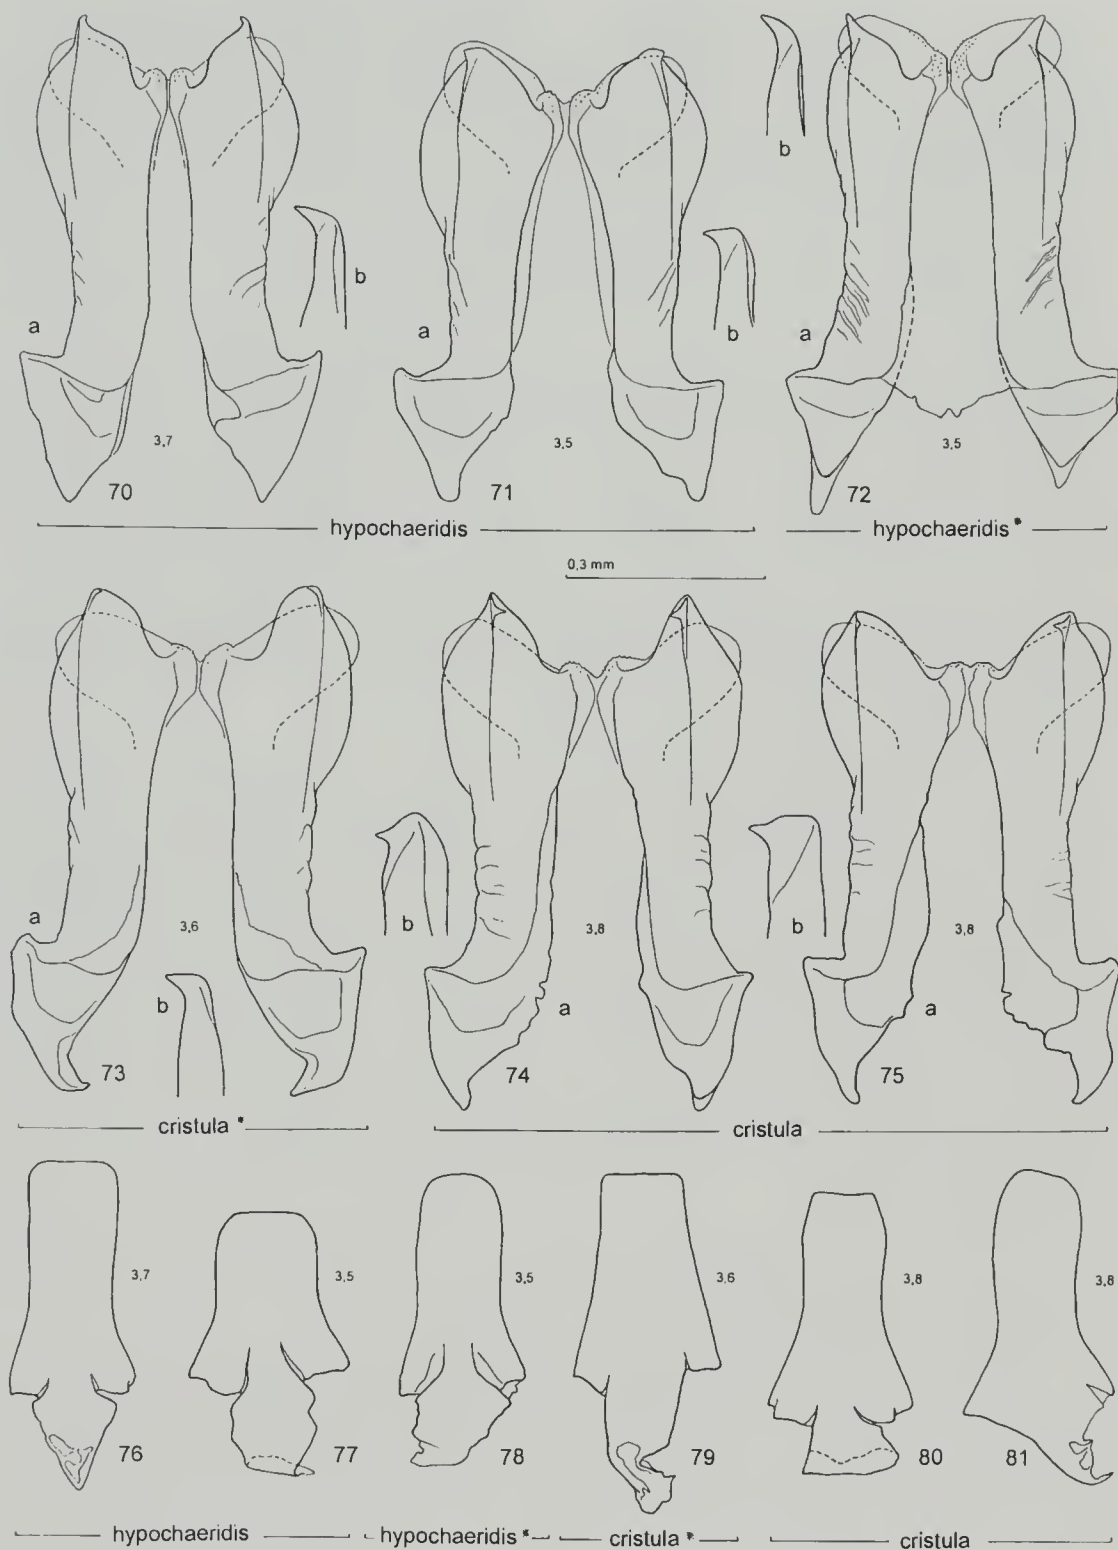 b
a
b
b
a
a
3,7
3,5
3,5
70
71
72
hypochaeridis
hypochaeridis*
0,3 mm
a
b
b
b
3,6
3,8
3,8
a
a
73
74
75
cristula *
cristula
3,7
3,5
3,5
3,6
3,8
3,8
76
77
78
79
80
81
hypochaeridis
hypochaeridis*
cristula*
cristula